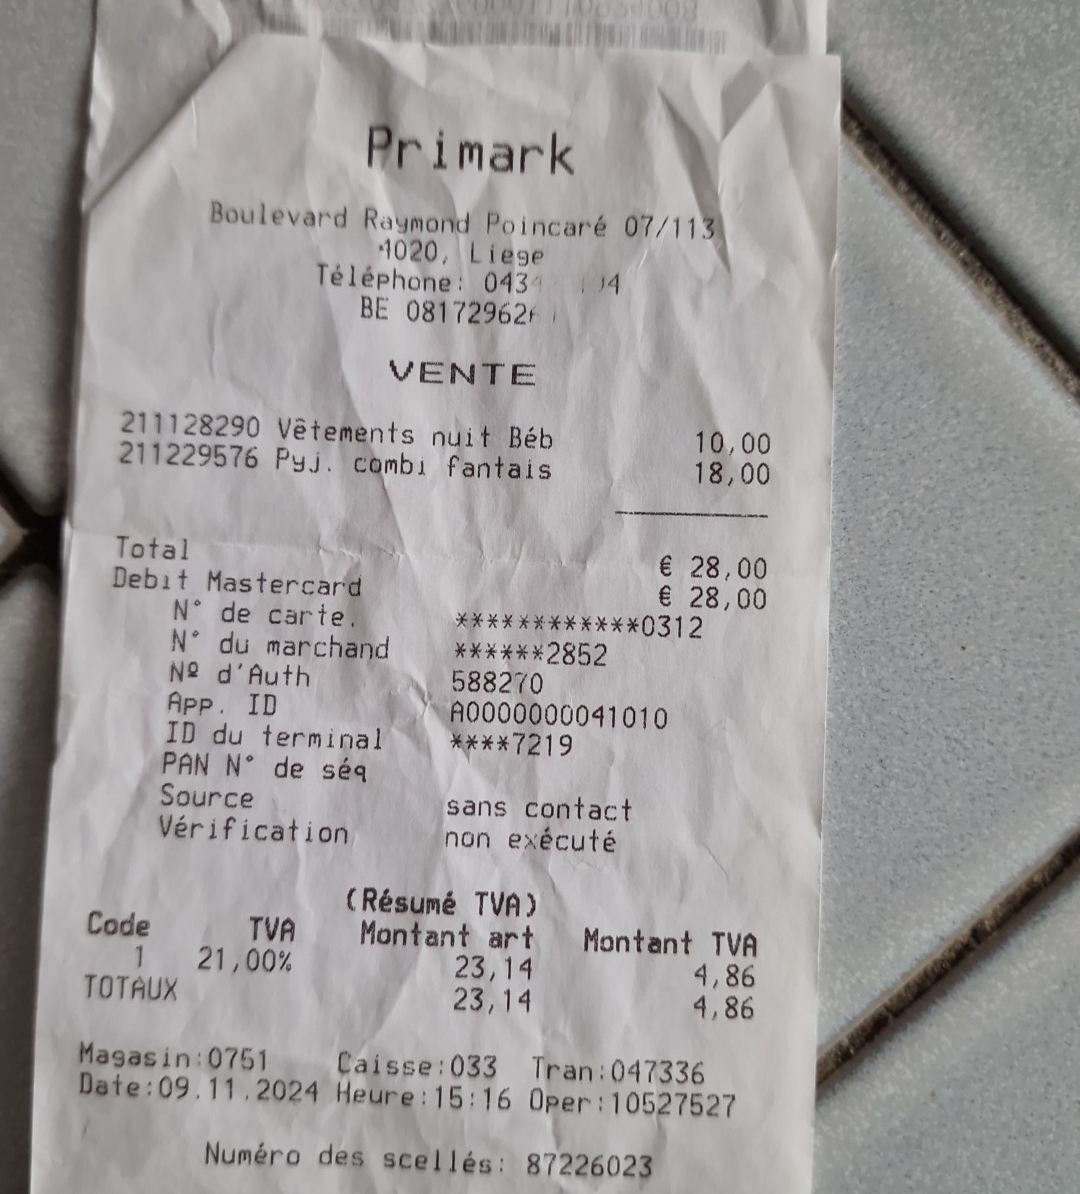 Primark
Boulevard Raymond Poincaré 07/113
4020, Liege
Téléphone:
BE
VENTE
211128290 Vêtements nuit Béb 10,00
211229576 Pyj. combi fantais 18,00
Total € 28,00
Debit Mastercard € 28,00
N° de carte. ************0312
N° du marchand ******2852
Nº d'Auth 588270
App. ID A0000000041010
ID du terminal ****7219
PAN N° de séq
Source sans contact
Vérification non exécuté
(Résumé TVA)
Code TVA Montant art Montant TVA
1 21,00% 23,14 4,86
TOTAUX 23,14 4,86
Magasin:0751 Caisse:033 Tran:047336
Date:09.11.2024 Heure:15:16 Oper:10527527
Numéro des scellés: 87226023